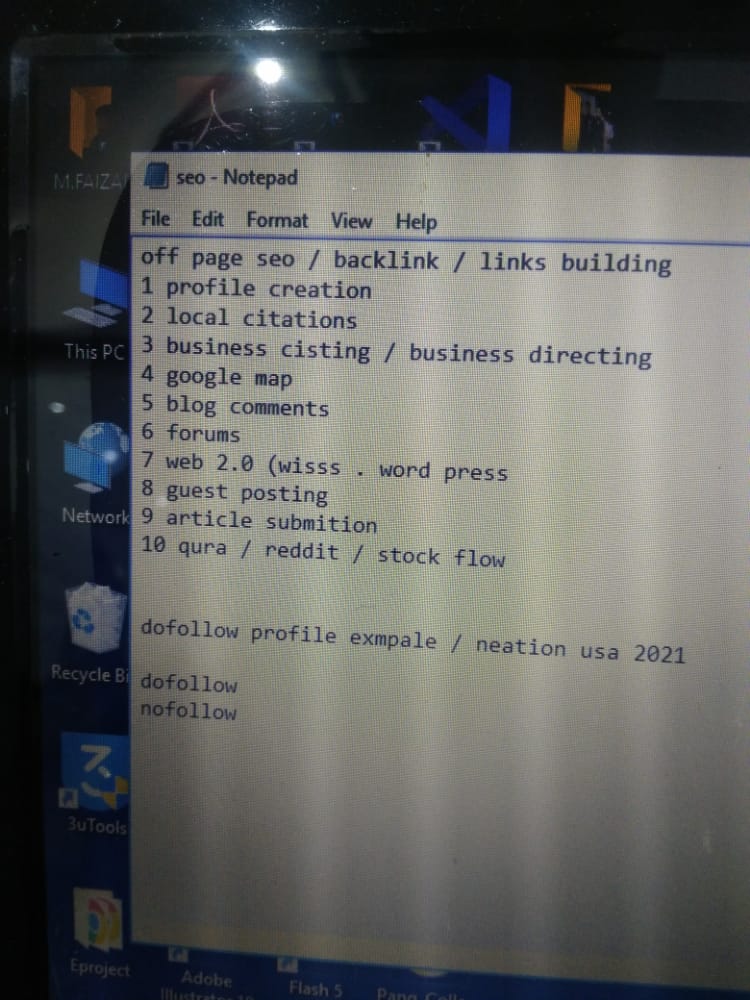 M.FAIZA
seo - Notepad
File Edit Format View Help
off page seo / backlink / links building
1 profile creation
2 local citations
This PC
3 business cisting / business directing
4 google map
5 blog comments
6 forums
7 web 2.0 (wisss . word press
8 guest posting
Network
9 article submition
10 qura / reddit / stock flow
dofollow profile exmpale / neation usa 2021
Recycle Bi
dofollow
nofollow
3uTools
Eproject
Adobe
Flash 5